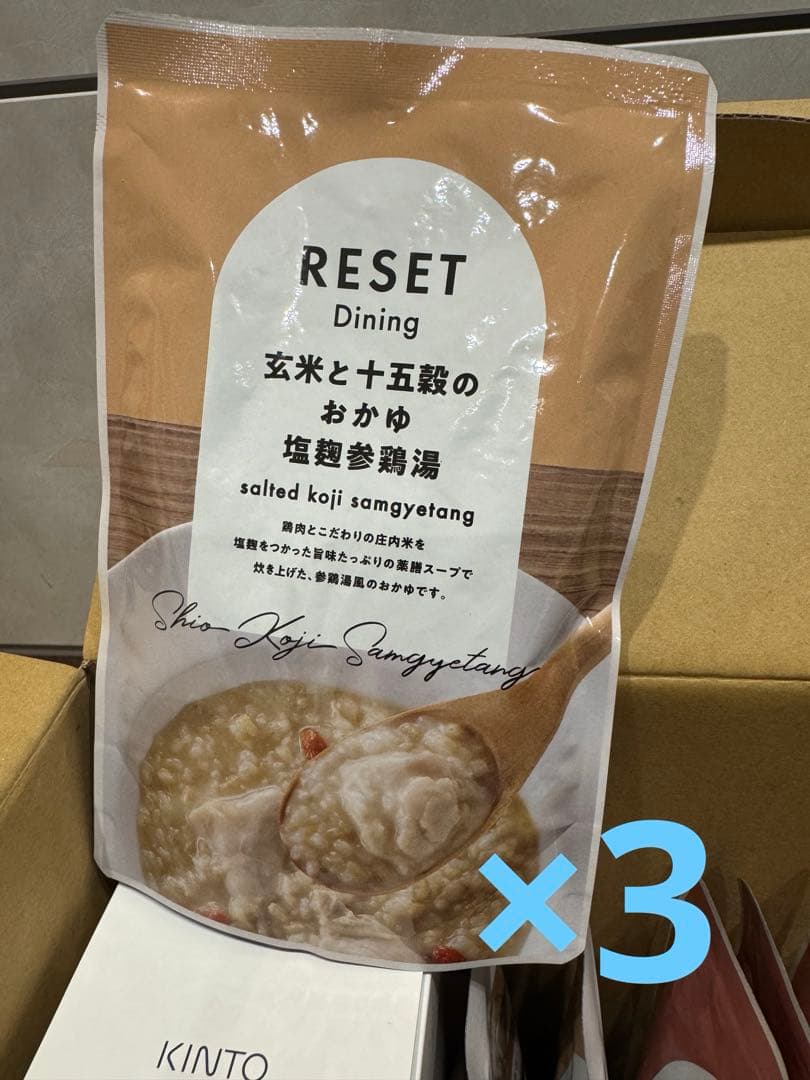 RESET
Dining
玄米と十五穀の
おかゆ
塩麹参鶏湯
salted koji samgyetang
鶏肉とこだわりの庄内米を
塩麹をつかった旨味たっぷりの薬膳スープで
炊き上げた、参鶏湯風のおかゆです。
Shio Koji Samgyetang
×3
KINTO